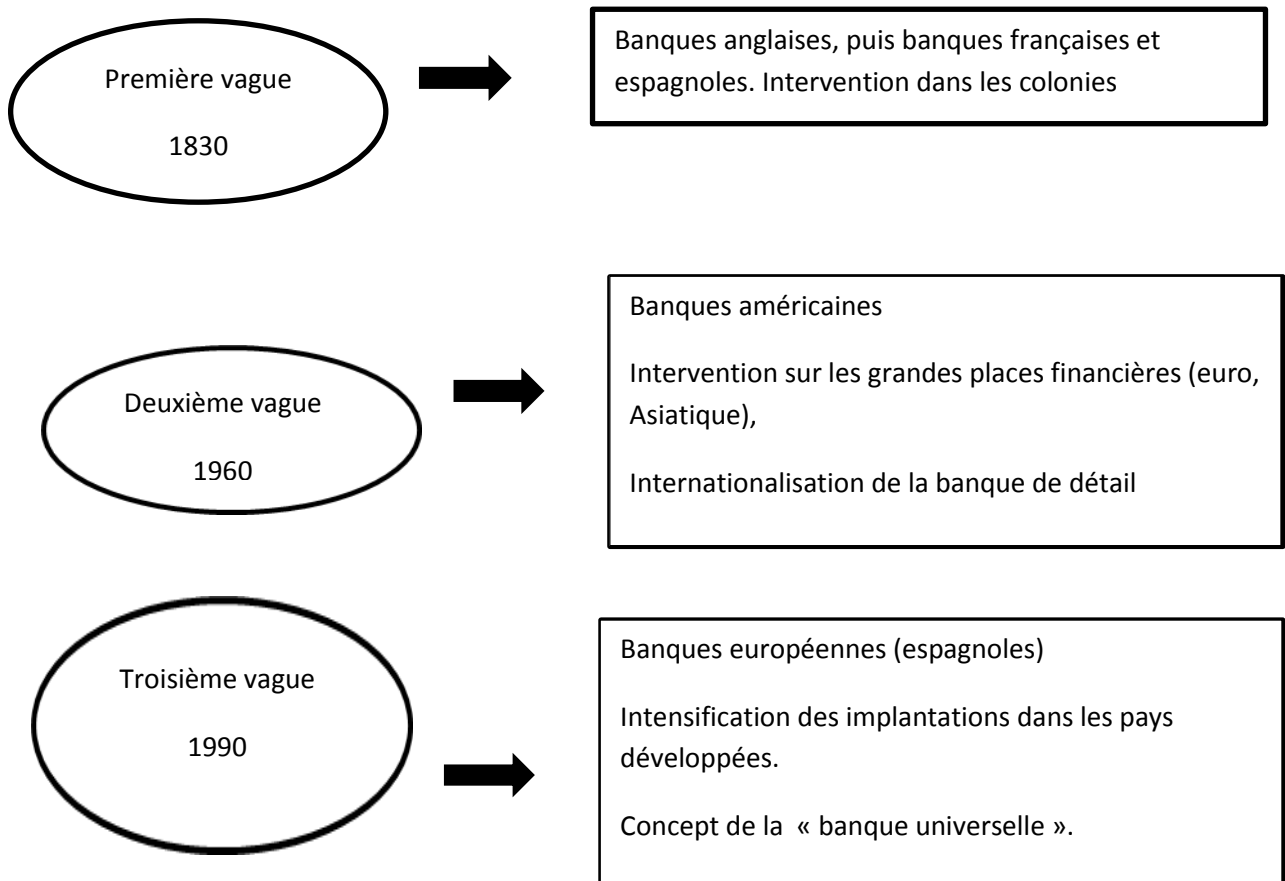 Première vague
1830
Banques anglaises, puis banques françaises et
espagnoles. Intervention dans les colonies
Deuxième vague
1960
Banques américaines
Intervention sur les grandes places financières (euro,
Asiatique),
Internationalisation de la banque de détail
Troisième vague
1990
Banques européennes (espagnoles)
Intensification des implantations dans les pays
développées.
Concept de la « banque universelle ».